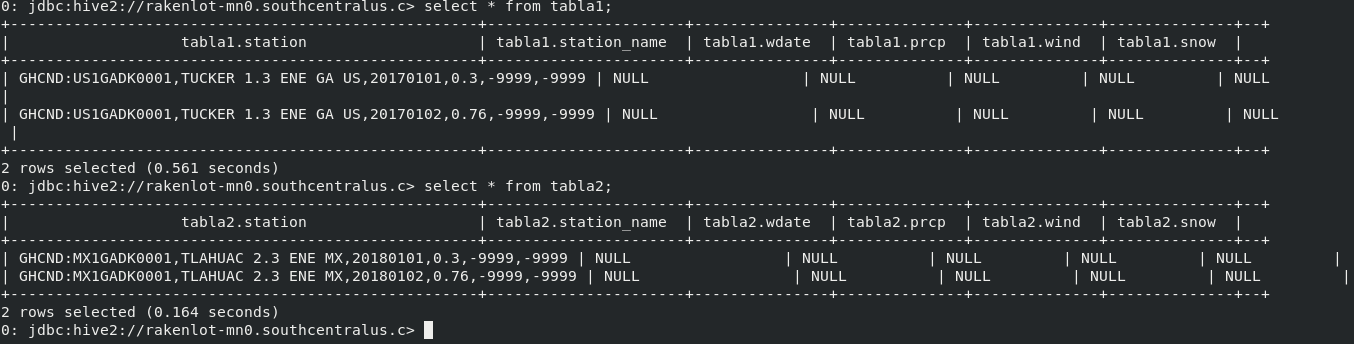 0: jdbc:hive2://rakenlot-mn0.southcentralus.c> select * from tabla1;
+----------------------------------------------------+----------------------+---------------+--------------+--------------+--------------+--+
|                   tabla1.station                   | tabla1.station_name  | tabla1.wdate  | tabla1.prcp  | tabla1.wind  | tabla1.snow  |
+----------------------------------------------------+----------------------+---------------+--------------+--------------+--------------+--+
| GHCND:US1GADK0001,TUCKER 1.3 ENE GA US,20170101,0.3,-9999,-9999 | NULL                 | NULL          | NULL         | NULL         | NULL
|
| GHCND:US1GADK0001,TUCKER 1.3 ENE GA US,20170102,0.76,-9999,-9999 | NULL                 | NULL          | NULL         | NULL         | NULL
 |
+----------------------------------------------------+----------------------+---------------+--------------+--------------+--------------+--+
2 rows selected (0.561 seconds)
0: jdbc:hive2://rakenlot-mn0.southcentralus.c> select * from tabla2;
+----------------------------------------------------+----------------------+---------------+--------------+--------------+--------------+--+
|                   tabla2.station                   | tabla2.station_name  | tabla2.wdate  | tabla2.prcp  | tabla2.wind  | tabla2.snow  |
+----------------------------------------------------+----------------------+---------------+--------------+--------------+--------------+--+
| GHCND:MX1GADK0001,TLAHUAC 2.3 ENE MX,20180101,0.3,-9999,-9999 | NULL                 | NULL          | NULL         | NULL         | NULL         |
| GHCND:MX1GADK0001,TLAHUAC 2.3 ENE MX,20180102,0.76,-9999,-9999 | NULL                 | NULL          | NULL         | NULL         | NULL         |
+----------------------------------------------------+----------------------+---------------+--------------+--------------+--------------+--+
2 rows selected (0.164 seconds)
0: jdbc:hive2://rakenlot-mn0.southcentralus.c>